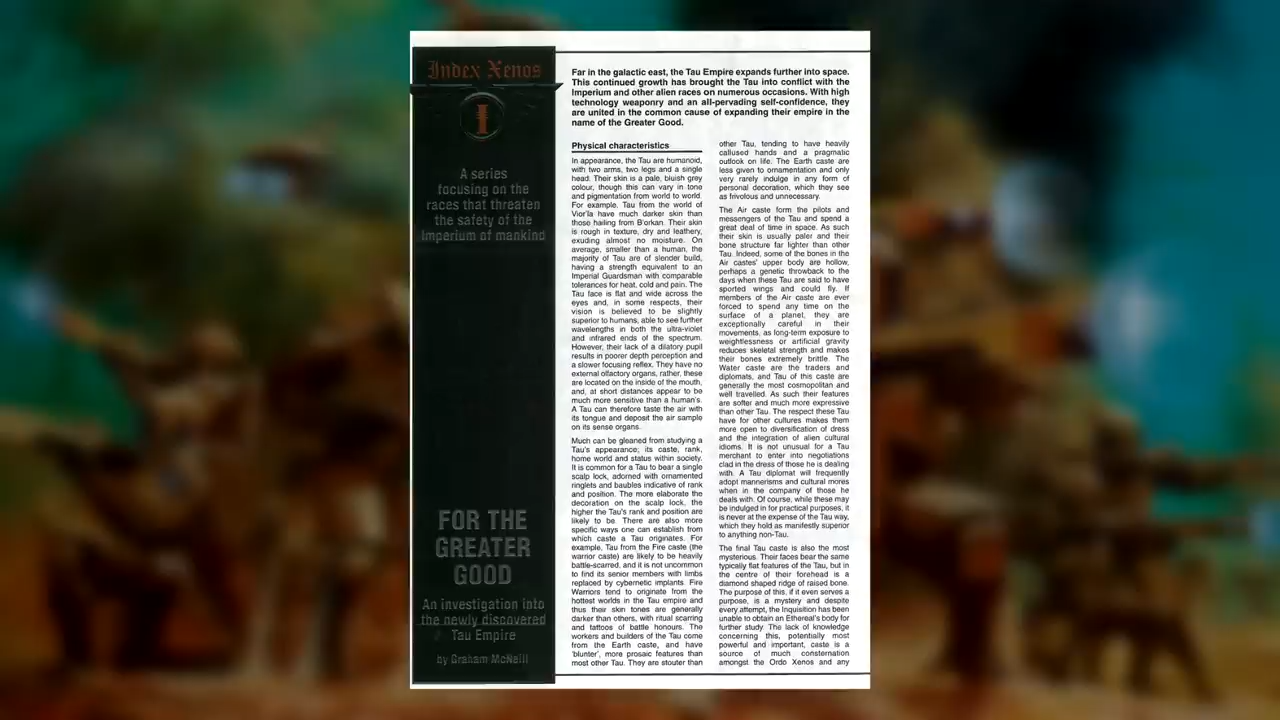 Index Xenos
I
A series
focusing on the
races that threaten
the safety of the
Imperium of mankind
FOR THE
GREATER
GOOD
An investigation into
the newly discovered
Tau Empire
by Graham McNeill
Far in the galactic east, the Tau Empire expands further into space.
This continued growth has brought the Tau into conflict with the
Imperium and other alien races on numerous occasions. With high
technology weaponry and an all-pervading self-confidence, they
are united in the common cause of expanding their empire in the
name of the Greater Good.
Physical characteristics
In appearance, the Tau are humanoid,
with two arms, two legs and a single
head. Their skin is a pale, bluish grey
colour, though this can vary in tone
and pigmentation from world to world.
For example, Tau from the world of
Vior'la have much darker skin than
those hailing from B'orkan. Their skin
is rough in texture, dry and leathery,
exuding almost no moisture. On
average, smaller than a human, the
majority of Tau are of slender build,
having a strength equivalent to an
Imperial Guardsman with comparable
tolerances for heat, cold and pain. The
Tau face is flat and wide across the
eyes and, in some respects, their
vision is believed to be slightly
superior to humans, able to see further
wavelengths in both the ultra-violet
and infrared ends of the spectrum.
However, their lack of a dilatory pupil
results in poorer depth perception and
a slower focusing reflex. They have no
external olfactory organs, rather, these
are located on the inside of the mouth,
and, at short distances appear to be
much more sensitive than a human's.
A Tau can therefore taste the air with
its tongue and deposit the air sample
on its sense organs.
Much can be gleaned from studying a
Tau's appearance; its caste, rank,
home world and status within society.
It is common for a Tau to bear a single
scalp lock, adorned with ornamented
ringlets and baubles indicative of rank
and position. The more elaborate the
decoration on the scalp lock, the
higher the Tau's rank and position are
likely to be. There are also more
specific ways one can establish from
which caste a Tau originates. For
example, Tau from the Fire caste (the
warrior caste) are likely to be heavily
battle-scarred, and it is not uncommon
to find its senior members with limbs
replaced by cybernetic implants. Fire
Warriors tend to originate from the
hottest worlds in the Tau empire and
thus their skin tones are generally
darker than others, with ritual scarring
and tattoos of battle honours. The
workers and builders of the Tau come
from the Earth caste, and have
'blunter', more prosaic features than
most other Tau. They are stouter than
other Tau, tending to have heavily
callused hands and a pragmatic
outlook on life. The Earth caste are
less given to ornamentation and only
very rarely indulge in any form of
personal decoration, which they see
as frivolous and unnecessary.
The Air caste form the pilots and
messengers of the Tau and spend a
great deal of time in space. As such
their skin is usually paler and their
bone structure far lighter than other
Tau. Indeed, some of the bones in the
Air castes' upper body are hollow,
perhaps a genetic throwback to the
days when these Tau are said to have
sported wings and could fly. If
members of the Air caste are ever
forced to spend any time on the
surface of a planet, they are
exceptionally careful in their
movements, as long-term exposure to
weightlessness or artificial gravity
reduces skeletal strength and makes
their bones extremely brittle. The
Water caste are the traders and
diplomats, and Tau of this caste are
generally the most cosmopolitan and
well travelled. As such their features
are softer and much more expressive
than other Tau. The respect these Tau
have for other cultures makes them
more open to diversification of dress
and the integration of alien cultural
idioms. It is not unusual for a Tau
merchant to enter into negotiations
clad in the dress of those he is dealing
with. A Tau diplomat will frequently
adopt mannerisms and cultural mores
when in the company of those he
deals with. Of course, while these may
be indulged in for practical purposes, it
is never at the expense of the Tau way,
which they hold as manifestly superior
to anything non-Tau.
The final Tau caste is also the most
mysterious. Their faces bear the same
typically flat features of the Tau, but in
the centre of their forehead is a
diamond shaped ridge of raised bone.
The purpose of this, if it even serves a
purpose, is a mystery and despite
every attempt, the Inquisition has been
unable to obtain an Ethereal's body for
further study. The lack of knowledge
concerning this, potentially most
powerful and important, caste is a
source of much consternation
amongst the Ordo Xenos and any